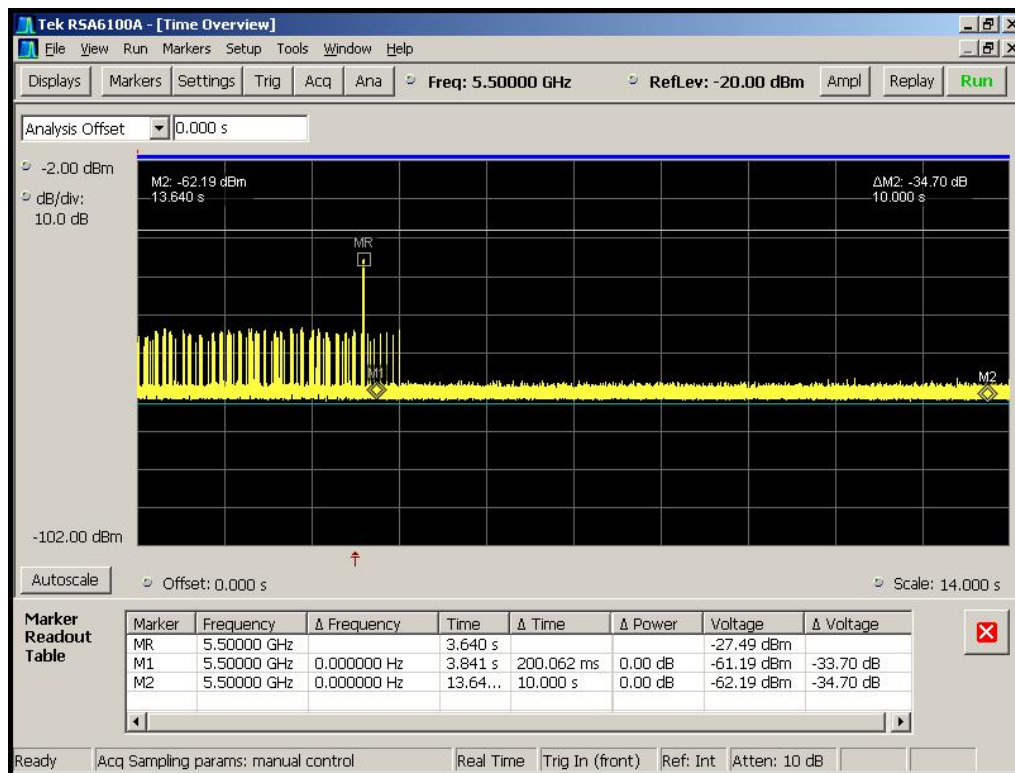 Tek RSA6100A - [Time Overview]
File View Run Markers Setup Tools Window Help
Displays Markers Settings Trig Acq Ana Freq: 5.50000 GHz RefLev: -20.00 dBm Ampl Replay Run
Analysis Offset 0.000 s
-2.00 dBm
dB/div:
10.0 dB
M2: -62.19 dBm
13.640 s
ΔM2: -34.70 dB
10.000 s
MR
M1
M2
-102.00 dBm
T
Autoscale Offset: 0.000 s Scale: 14.000 s
Marker
Readout
Table
Marker Frequency Δ Frequency Time Δ Time Δ Power Voltage Δ Voltage
MR 5.50000 GHz 3.640 s -27.49 dBm
M1 5.50000 GHz 0.000000 Hz 3.841 s 200.062 ms 0.00 dB -61.19 dBm -33.70 dB
M2 5.50000 GHz 0.000000 Hz 13.64... 10.000 s 0.00 dB -62.19 dBm -34.70 dB
Ready Acq Sampling params: manual control Real Time Trig In (front) Ref: Int Atten: 10 dB